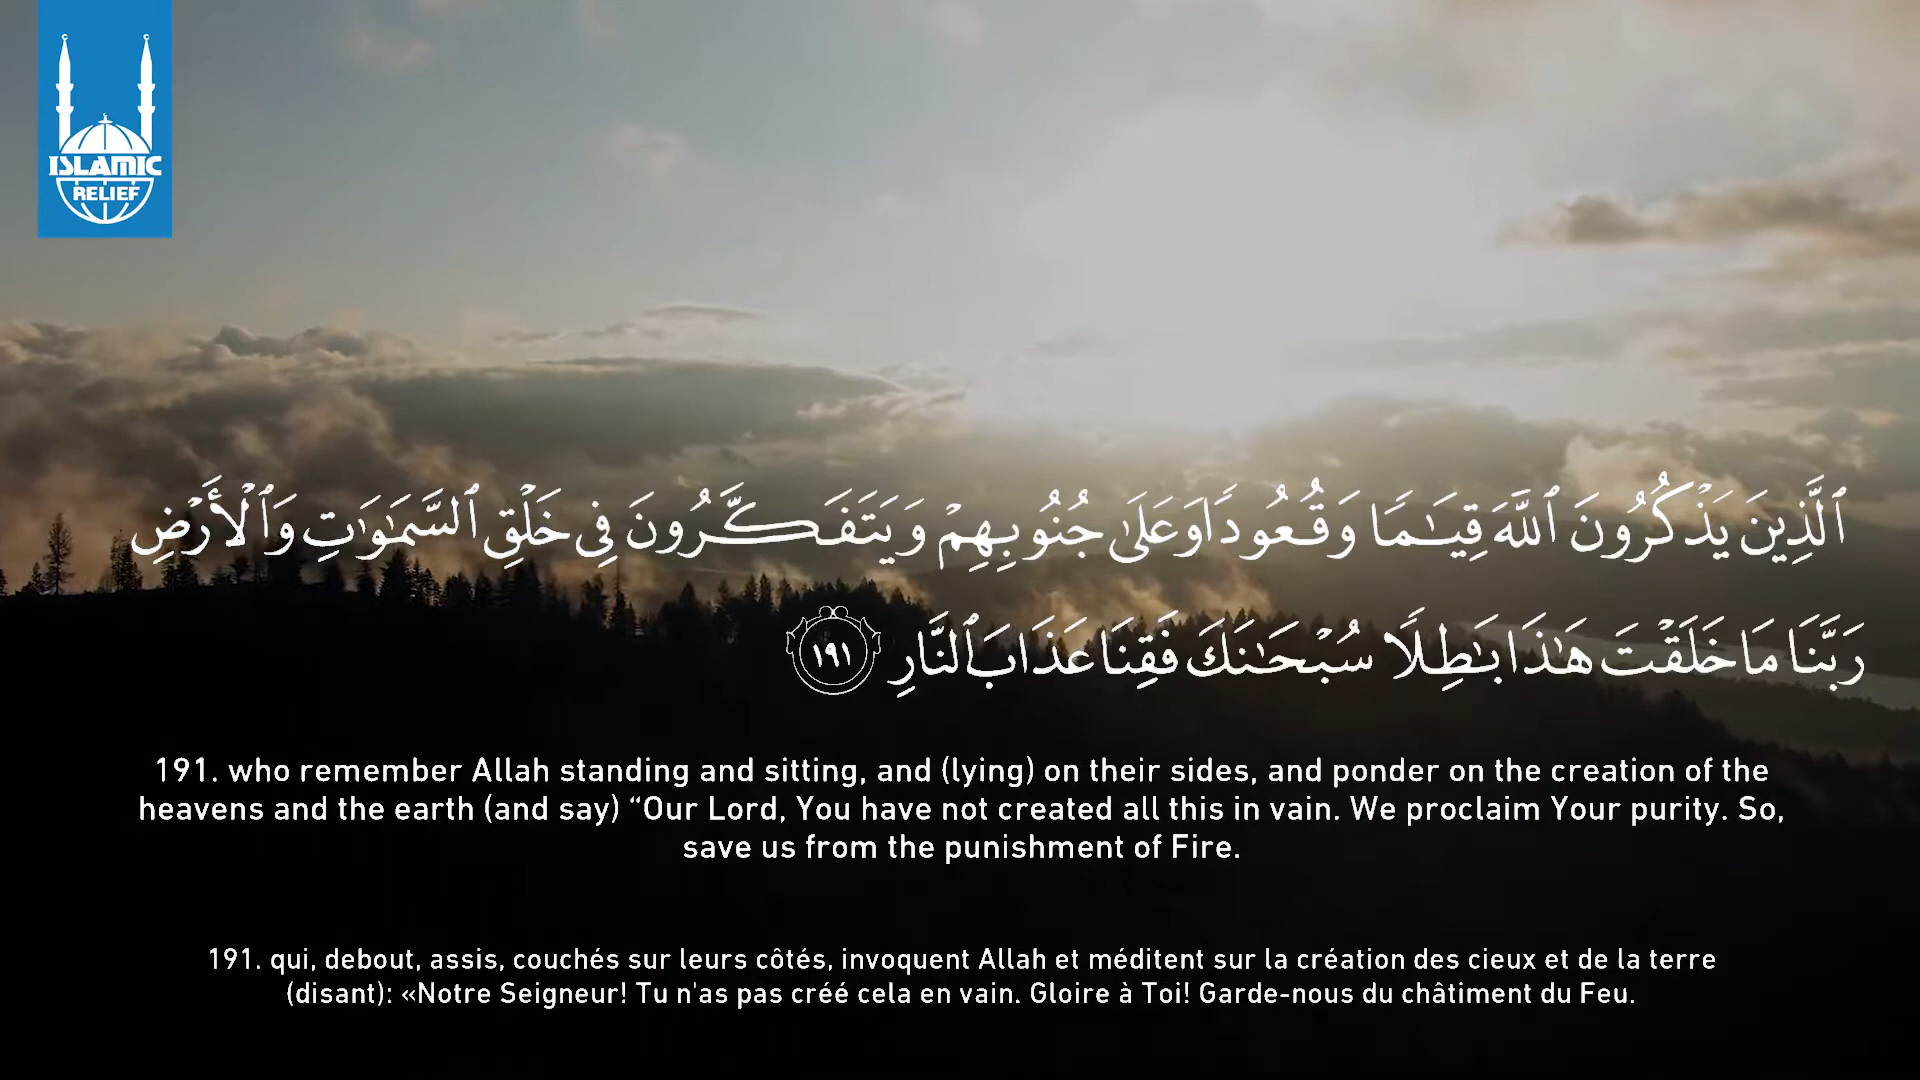 ISLAMIC
RELIEF
ٱلَّذِينَ يَذْكُرُونَ ٱللَّهَ قِيَـٰمًا وَقُعُودًا وَعَلَىٰ جُنُوبِهِمْ وَيَتَفَكَّرُونَ فِى خَلْقِ ٱلسَّمَـٰوَٰتِ وَٱلْأَرْضِ
رَبَّنَا مَا خَلَقْتَ هَـٰذَا بَـٰطِلًا سُبْحَـٰنَكَ فَقِنَا عَذَابَ ٱلنَّارِ ١٩١
191. who remember Allah standing and sitting, and (lying) on their sides, and ponder on the creation of the
heavens and the earth (and say) “Our Lord, You have not created all this in vain. We proclaim Your purity. So,
save us from the punishment of Fire.
191. qui, debout, assis, couchés sur leurs côtés, invoquent Allah et méditent sur la création des cieux et de la terre
(disant): «Notre Seigneur! Tu n'as pas créé cela en vain. Gloire à Toi! Garde-nous du châtiment du Feu.